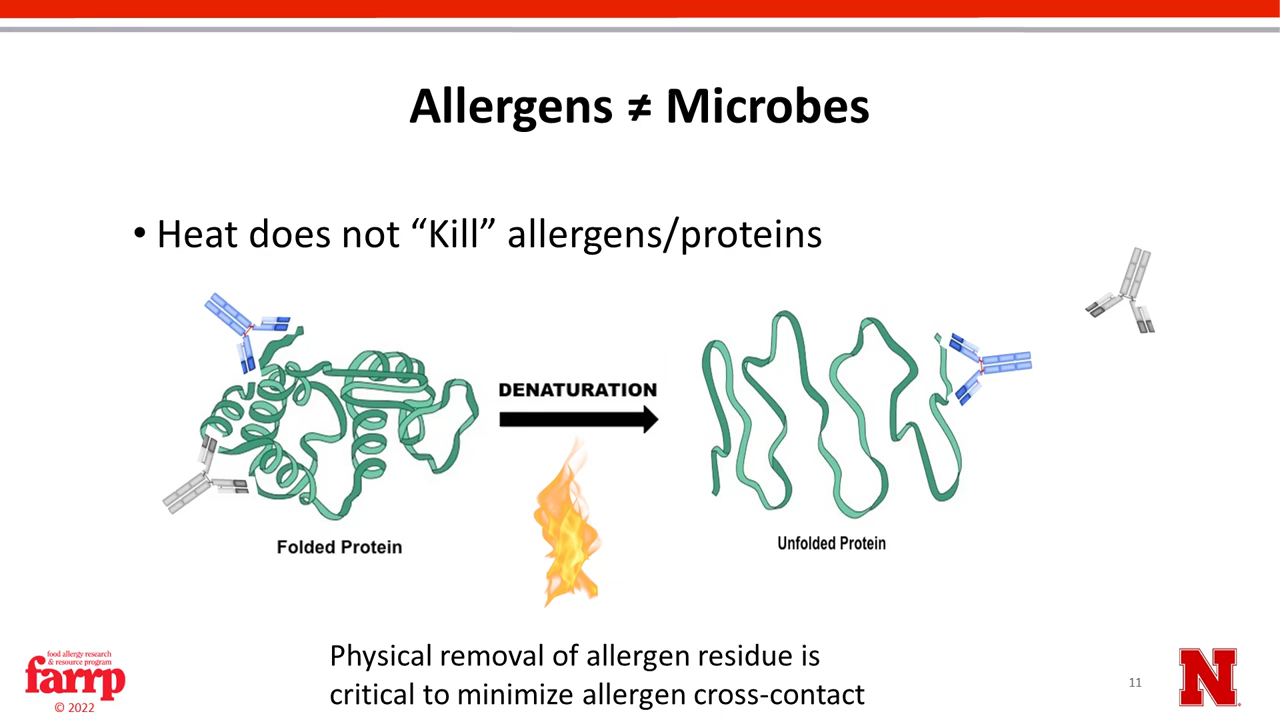 Allergens ≠ Microbes
• Heat does not “Kill” allergens/proteins
DENATURATION
Folded Protein
Unfolded Protein
Physical removal of allergen residue is
critical to minimize allergen cross-contact
food allergy research
& resource program
farrp
© 2022
11
N